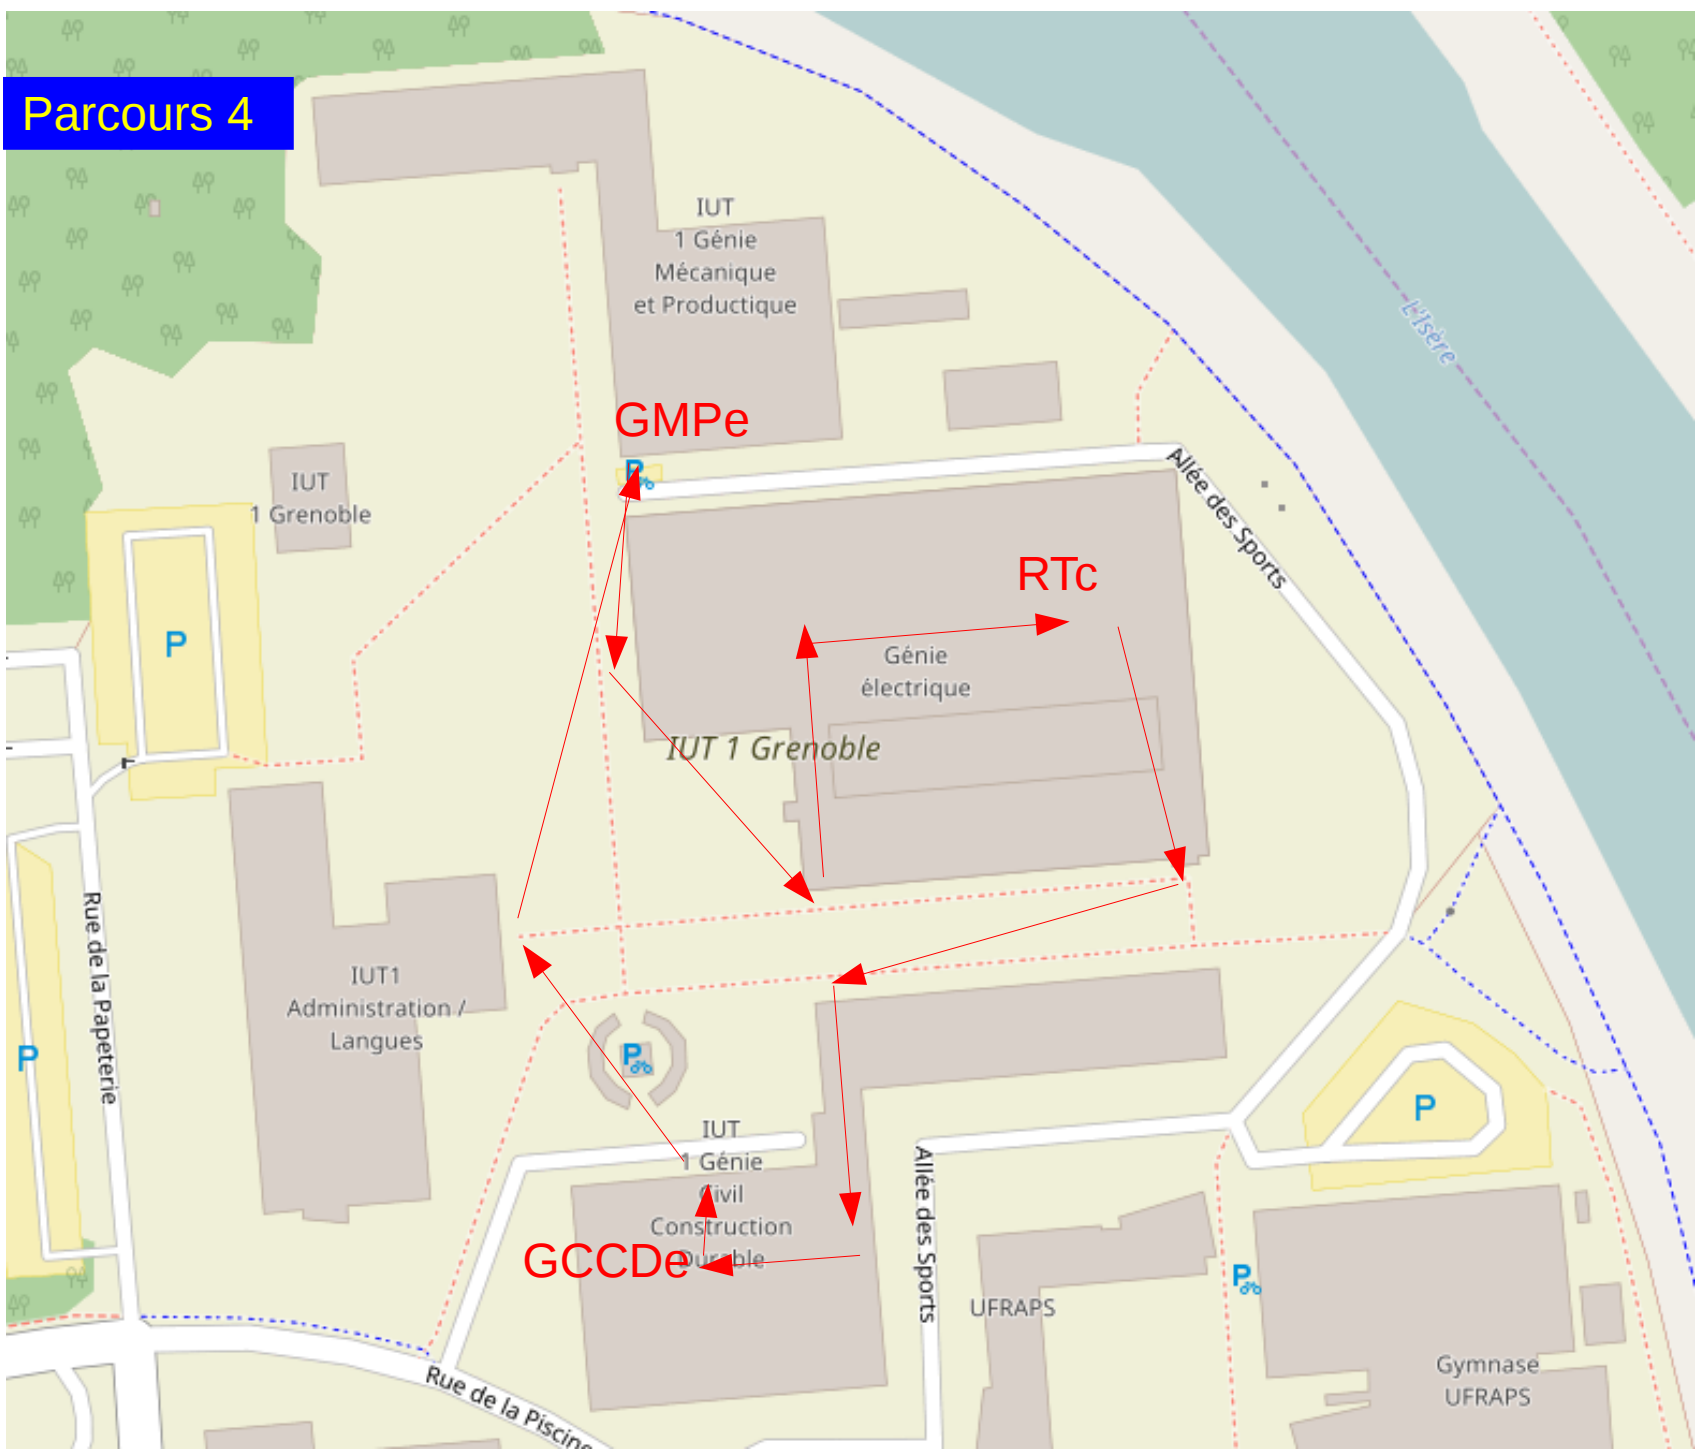 Parcours 4
IUT
1 Génie
Mécanique
et Productique
L'Isère
GMPe
P
Allée des Sports
IUT
1 Grenoble
RTc
P
Génie
électrique
IUT 1 Grenoble
Rue de la Papeterie
IUT1
Administration /
Langues
P
P
P
IUT
1 Génie
Civil
Construction
Durable
GCCDe
Allée des Sports
P
UFRAPS
Gymnase
UFRAPS
Rue de la Piscine